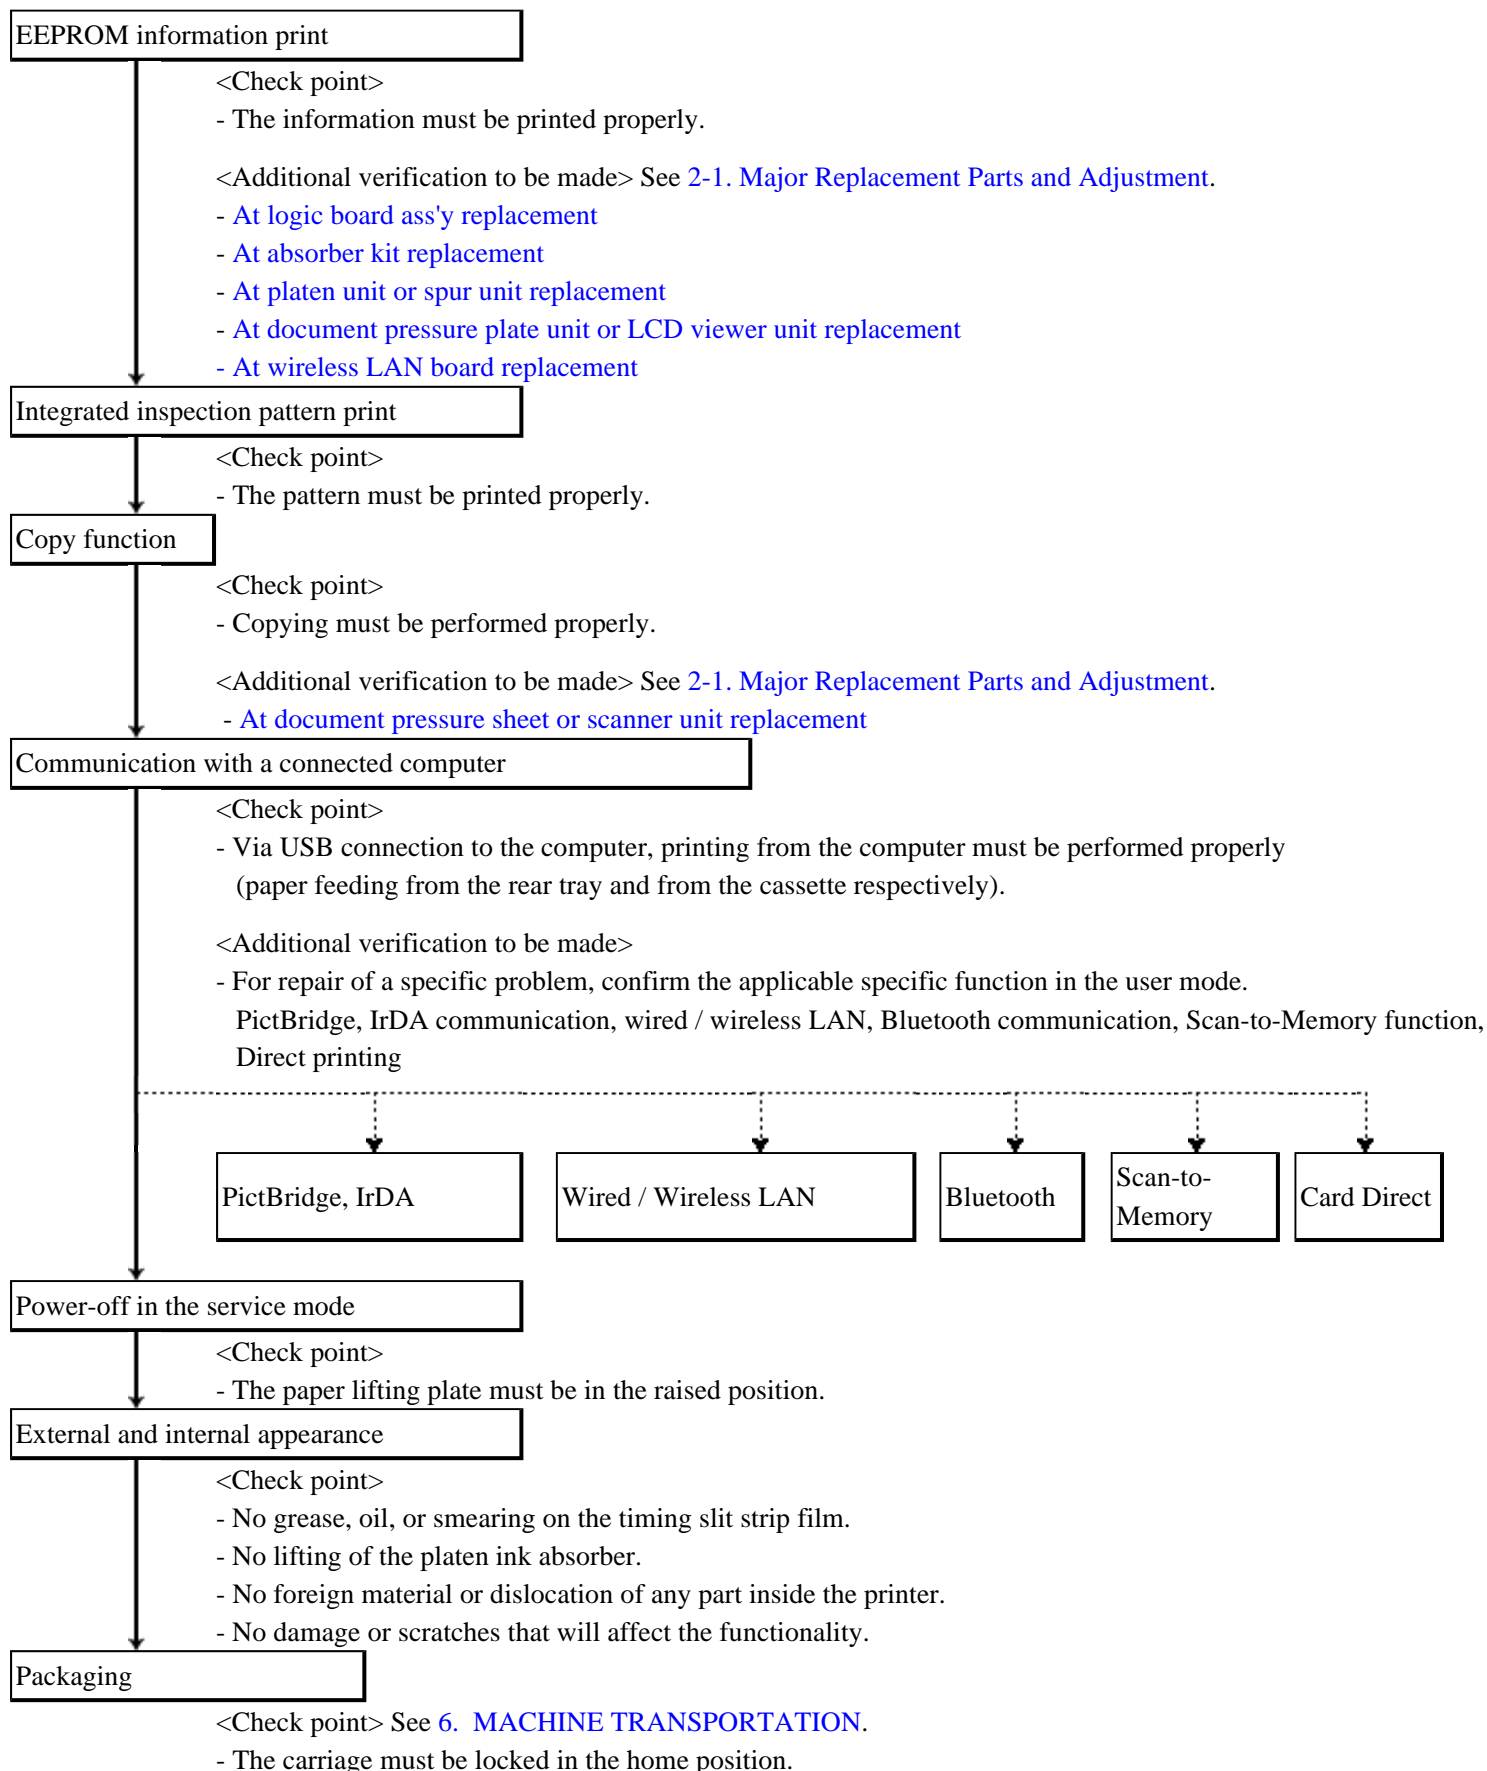 EEPROM information print
<Check point>
- The information must be printed properly.
<Additional verification to be made> See 2-1. Major Replacement Parts and Adjustment.
- At logic board ass'y replacement
- At absorber kit replacement
- At platen unit or spur unit replacement
- At document pressure plate unit or LCD viewer unit replacement
- At wireless LAN board replacement
Integrated inspection pattern print
<Check point>
- The pattern must be printed properly.
Copy function
<Check point>
- Copying must be performed properly.
<Additional verification to be made> See 2-1. Major Replacement Parts and Adjustment.
- At document pressure sheet or scanner unit replacement
Communication with a connected computer
<Check point>
- Via USB connection to the computer, printing from the computer must be performed properly
(paper feeding from the rear tray and from the cassette respectively).
<Additional verification to be made>
- For repair of a specific problem, confirm the applicable specific function in the user mode.
PictBridge, IrDA communication, wired / wireless LAN, Bluetooth communication, Scan-to-Memory function,
Direct printing
PictBridge, IrDA
Wired / Wireless LAN
Bluetooth
Scan-to-
Memory
Card Direct
Power-off in the service mode
<Check point>
- The paper lifting plate must be in the raised position.
External and internal appearance
<Check point>
- No grease, oil, or smearing on the timing slit strip film.
- No lifting of the platen ink absorber.
- No foreign material or dislocation of any part inside the printer.
- No damage or scratches that will affect the functionality.
Packaging
<Check point> See 6. MACHINE TRANSPORTATION.
- The carriage must be locked in the home position.